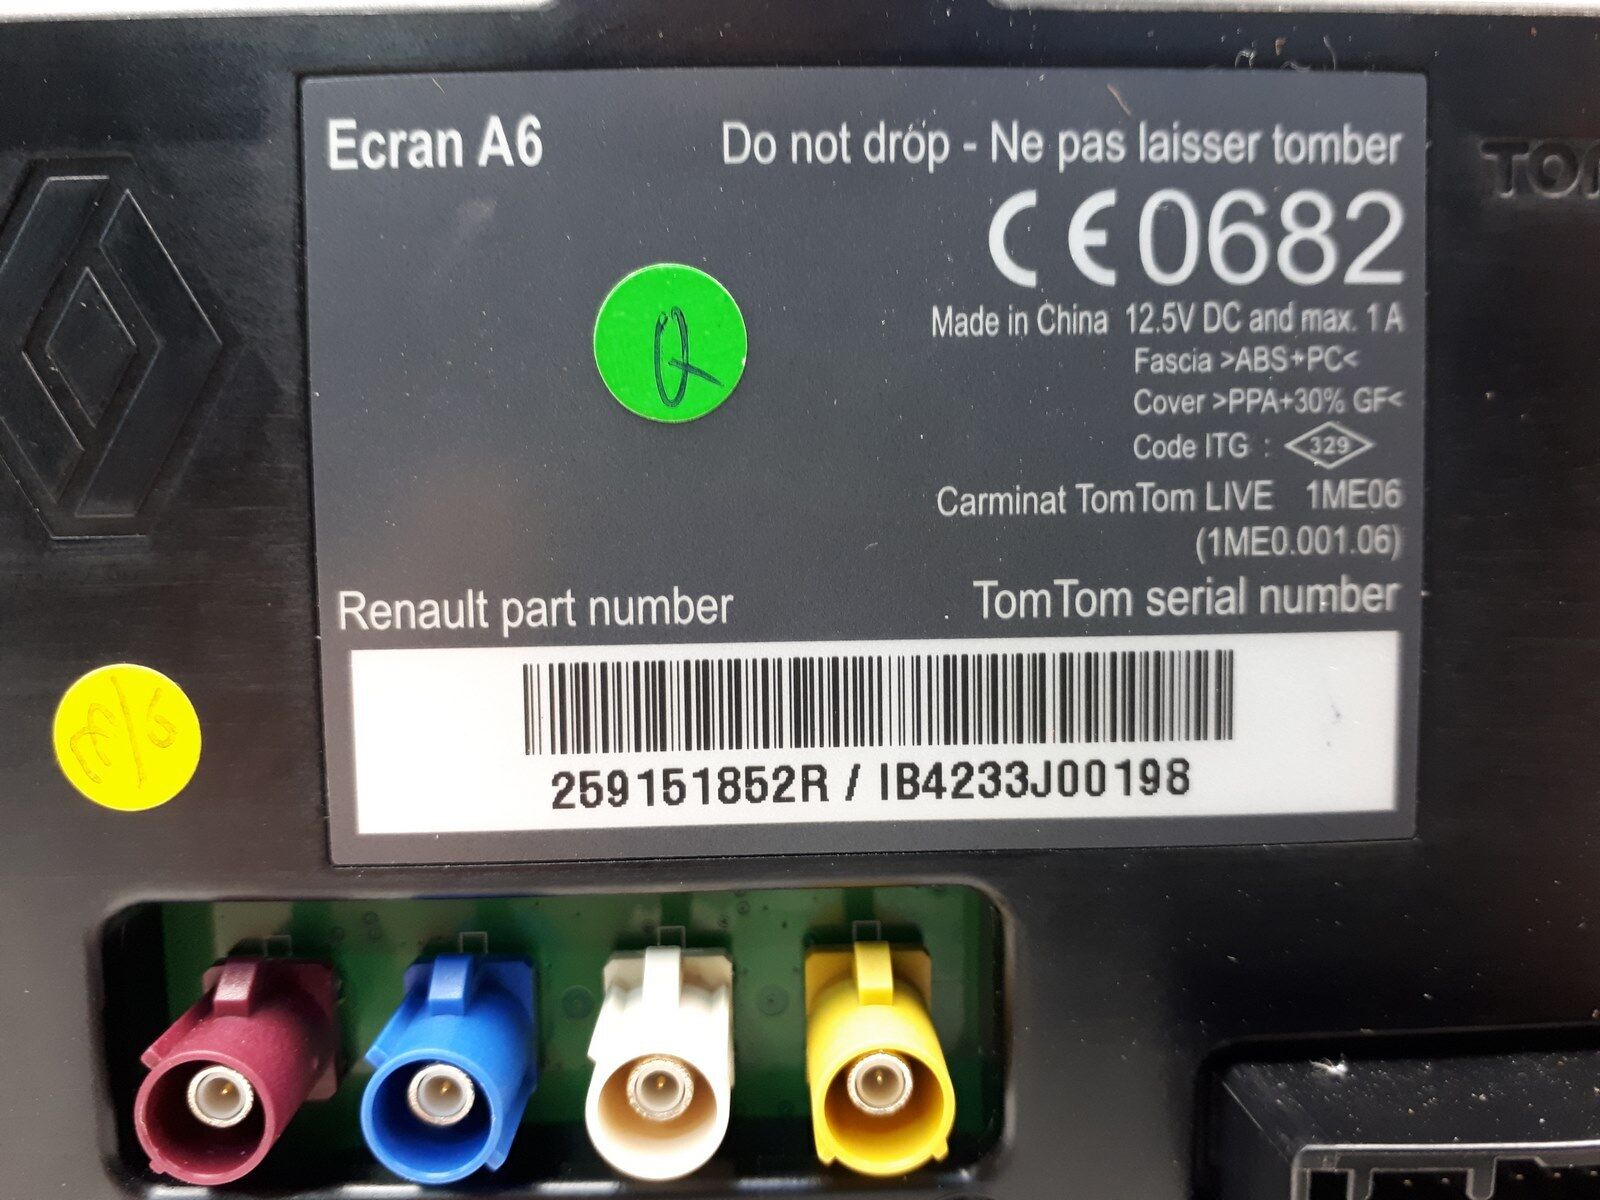 Ecran A6
Do not drop - Ne pas laisser tomber
CE 0682
Made in China 12.5V DC and max. 1 A
Fascia >ABS+PC<
Cover >PPA+30% GF<
Code ITG : 329
Carminat TomTom LIVE 1ME06
(1ME0.001.06)
Renault part number
TomTom serial number
259151852R / IB4233J00198
Q
TOM